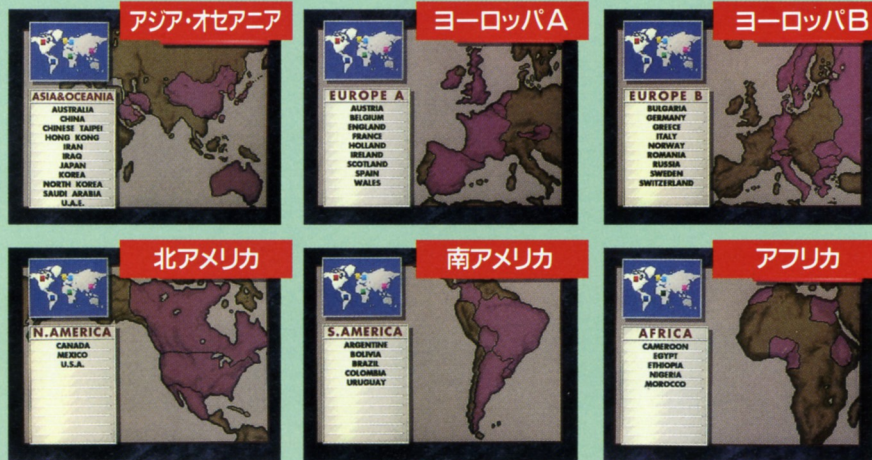 アジア・オセアニア
ASIA&OCEANIA
AUSTRALIA
CHINA
CHINESE TAIPEI
HONG KONG
IRAN
IRAQ
JAPAN
KOREA
NORTH KOREA
SAUDI ARABIA
U.A.E.
ヨーロッパA
EUROPE A
AUSTRIA
BELGIUM
ENGLAND
FRANCE
HOLLAND
IRELAND
SCOTLAND
SPAIN
WALES
ヨーロッパB
EUROPE B
BULGARIA
GERMANY
GREECE
ITALY
NORWAY
ROMANIA
RUSSIA
SWEDEN
SWITZERLAND
北アメリカ
N.AMERICA
CANADA
MEXICO
U.S.A.
南アメリカ
S.AMERICA
ARGENTINE
BOLIVIA
BRAZIL
COLOMBIA
URUGUAY
アフリカ
AFRICA
CAMEROON
EGYPT
ETHIOPIA
NIGERIA
MOROCCO